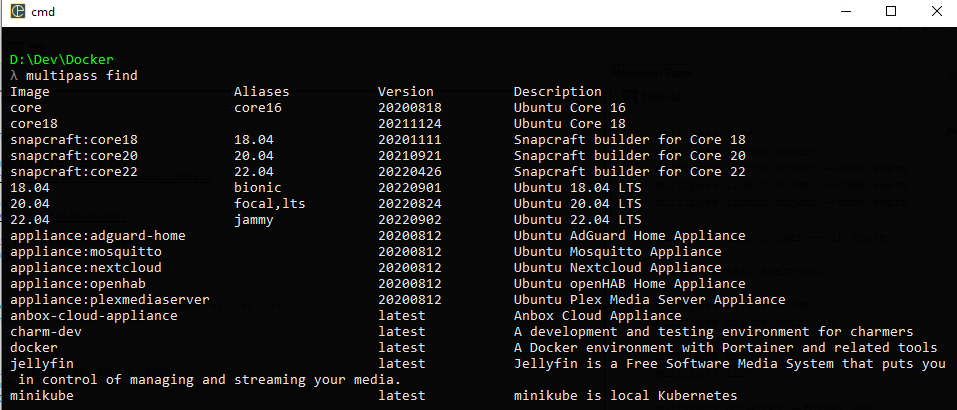 cmd
D:\Dev\Docker
λ multipass find
Image Aliases Version Description
core core16 20200818 Ubuntu Core 16
core18 20211124 Ubuntu Core 18
snapcraft:core18 18.04 20201111 Snapcraft builder for Core 18
snapcraft:core20 20.04 20210921 Snapcraft builder for Core 20
snapcraft:core22 22.04 20220426 Snapcraft builder for Core 22
18.04 bionic 20220901 Ubuntu 18.04 LTS
20.04 focal,lts 20220824 Ubuntu 20.04 LTS
22.04 jammy 20220902 Ubuntu 22.04 LTS
appliance:adguard-home 20200812 Ubuntu AdGuard Home Appliance
appliance:mosquitto 20200812 Ubuntu Mosquitto Appliance
appliance:nextcloud 20200812 Ubuntu Nextcloud Appliance
appliance:openhab 20200812 Ubuntu openHAB Home Appliance
appliance:plexmediaserver 20200812 Ubuntu Plex Media Server Appliance
anbox-cloud-appliance latest Anbox Cloud Appliance
charm-dev latest A development and testing environment for charmers
docker latest A Docker environment with Portainer and related tools
jellyfin latest Jellyfin is a Free Software Media System that puts you
in control of managing and streaming your media.
minikube latest minikube is local Kubernetes